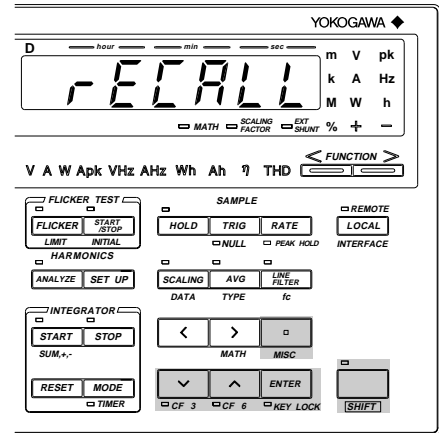 YOKOGAWA
D hour min sec m V pk
k A Hz
rECALL
M W h
MATH SCALING FACTOR EXT SHUNT % + −
< FUNCTION >
V A W Apk VHz AHz Wh Ah η THD
FLICKER TEST SAMPLE REMOTE
FLICKER START /STOP HOLD TRIG RATE LOCAL
LIMIT INITIAL NULL PEAK HOLD INTERFACE
HARMONICS
ANALYZE SET UP SCALING AVG LINE FILTER
DATA TYPE fc
INTEGRATOR
START STOP < >
SUM,+,- MATH MISC
RESET MODE ENTER
TIMER CF 3 CF 6 KEY LOCK SHIFT